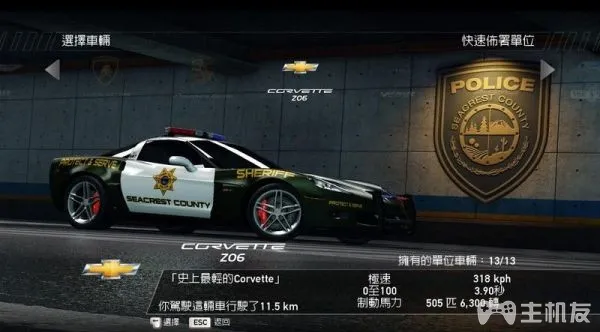 選擇車輛
快速佈署單位
CORVETTE
Z06
POLICE
SEACREST COUNTY
PROTECT & SERVE
SHERIFF
SEACREST COUNTY
PROTECT & SERVE
CORVETTE
Z06
擁有的單位車輛：13/13
「史上最輕的Corvette」
極速 318 kph
0至100 3.90秒
你駕駛這輛車行駛了11.5 km
制動馬力 505 匹 6,300 轉
選擇 ESC 返回
主机友